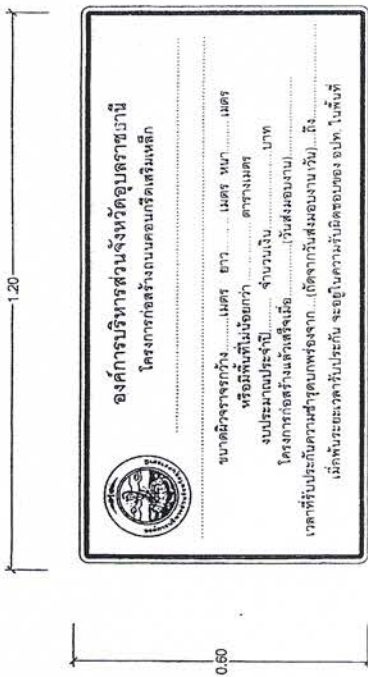 1.20
0.60
องค์การบริหารส่วนจังหวัดอุบลราชธานี
โครงการก่อสร้างถนนคอนกรีตเสริมเหล็ก
ขนาดผิวจราจรกว้าง........เมตร ยาว........เมตร หนา........เมตร
หรือมีพื้นที่ไม่น้อยกว่า............ตารางเมตร
งบประมาณประจำปี........จำนวนเงิน............บาท
โครงการก่อสร้างแล้วเสร็จเมื่อ............(วันส่งมอบงาน)
เวลาที่รับประกันความชำรุดบกพร่องจาก...(ถัดจากวันส่งมอบงาน1วัน)....ถึง........
เมื่อพ้นระยะเวลารับประกัน จะอยู่ในความรับผิดชอบของ อปท. ในพื้นที่